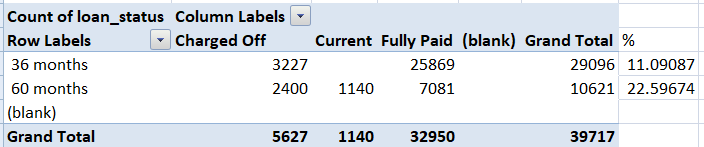 Count of loan_status Column Labels
Row Labels Charged Off Current Fully Paid (blank) Grand Total %
36 months 3227 25869 29096 11.09087
60 months 2400 1140 7081 10621 22.59674
(blank)
Grand Total 5627 1140 32950 39717